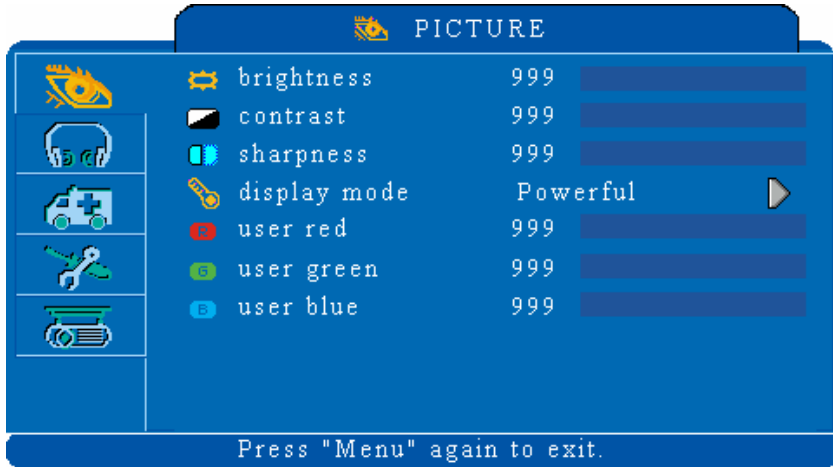 PICTURE
brightness 999
contrast 999
sharpness 999
display mode Powerful
R user red 999
G user green 999
B user blue 999
Press "Menu" again to exit.